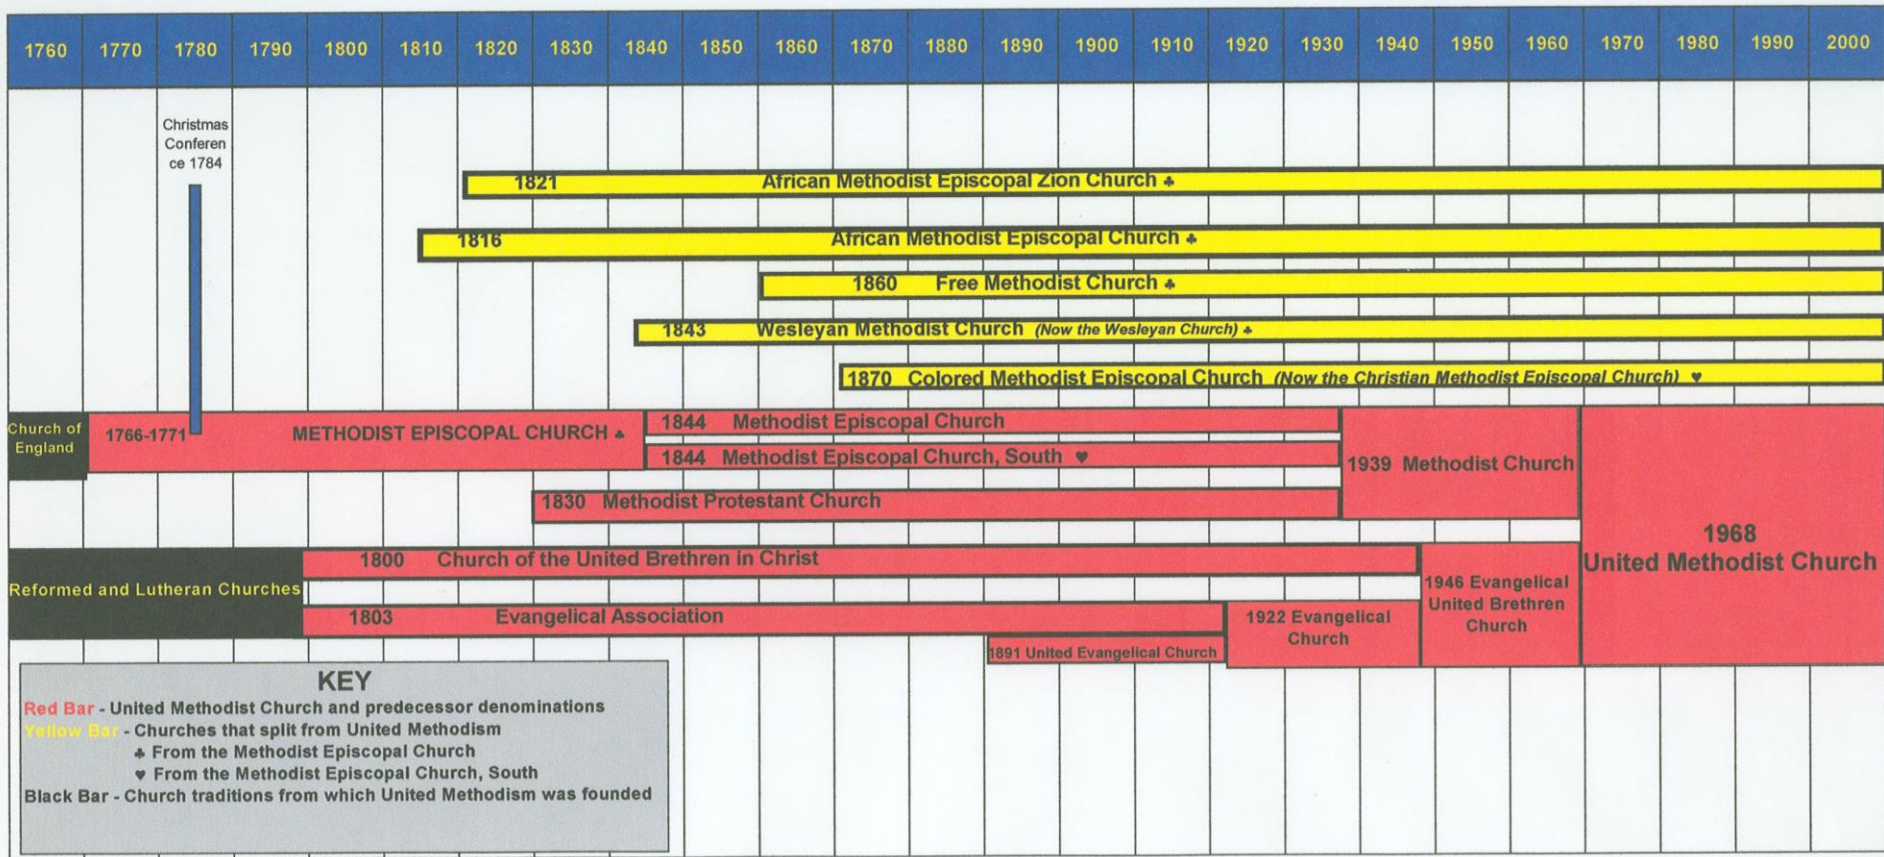 1760 1770 1780 1790 1800 1810 1820 1830 1840 1850 1860 1870 1880 1890 1900 1910 1920 1930 1940 1950 1960 1970 1980 1990 2000
Christmas
Conferen
ce 1784
1821 African Methodist Episcopal Zion Church ♣
1816 African Methodist Episcopal Church ♣
1860 Free Methodist Church ♣
1843 Wesleyan Methodist Church (Now the Wesleyan Church) ♣
1870 Colored Methodist Episcopal Church (Now the Christian Methodist Episcopal Church) ♥
Church of
England
1766-1771 METHODIST EPISCOPAL CHURCH ♣
1844 Methodist Episcopal Church
1844 Methodist Episcopal Church, South ♥
1939 Methodist Church
1830 Methodist Protestant Church
1968
United Methodist Church
Reformed and Lutheran Churches
1800 Church of the United Brethren in Christ
1803 Evangelical Association
1922 Evangelical
Church
1946 Evangelical
United Brethren
Church
1891 United Evangelical Church
KEY
Red Bar - United Methodist Church and predecessor denominations
Yellow Bar - Churches that split from United Methodism
♣ From the Methodist Episcopal Church
♥ From the Methodist Episcopal Church, South
Black Bar - Church traditions from which United Methodism was founded